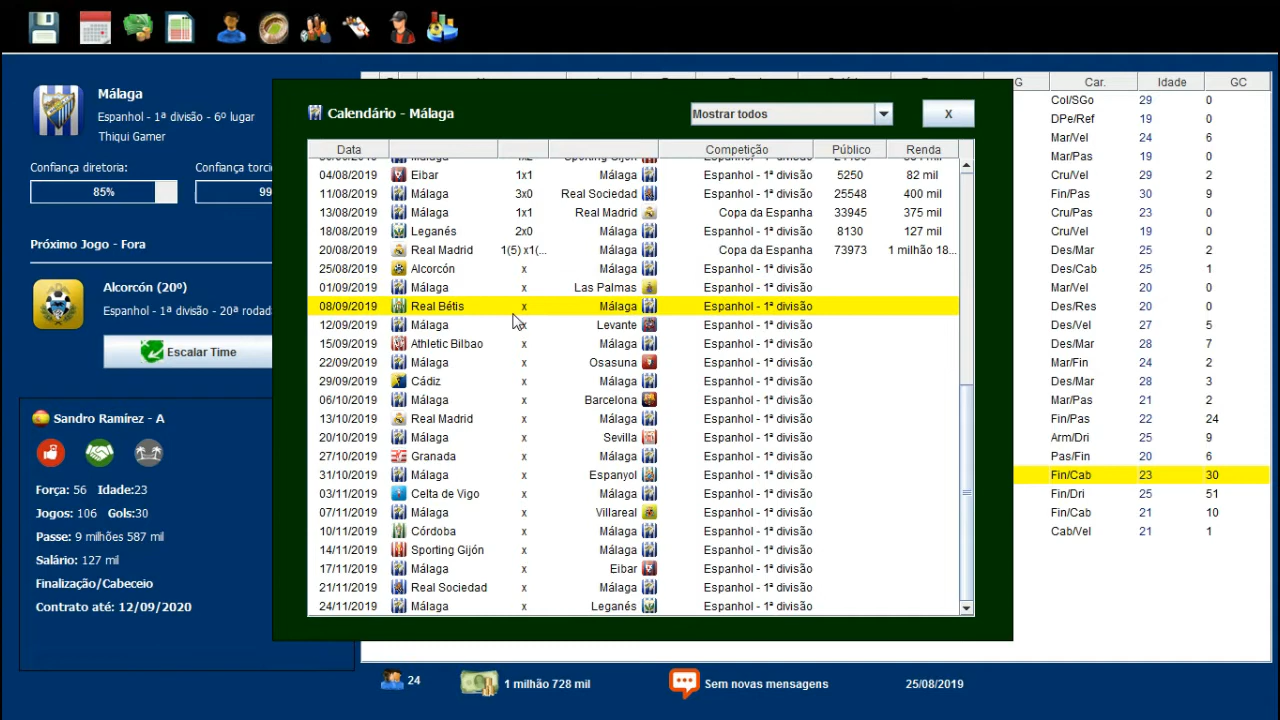 Málaga
Espanhol - 1ª divisão - 6º lugar
Thiqui Gamer
Confiança diretoria: Confiança torcic
85% 99
Próximo Jogo - Fora
Alcorcón (20º)
Espanhol - 1ª divisão - 20ª rodad
Escalar Time
Sandro Ramírez - A
Força: 56 Idade:23
Jogos: 106 Gols:30
Passe: 9 milhões 587 mil
Salário: 127 mil
Finalização/Cabeceio
Contrato até: 12/09/2020
Calendário - Málaga Mostrar todos X
Data Competição Público Renda
Málaga 1x2 Sporting Gijón Espanhol - 1ª divisão
04/08/2019 Eibar 1x1 Málaga Espanhol - 1ª divisão 5250 82 mil
11/08/2019 Málaga 3x0 Real Sociedad Espanhol - 1ª divisão 25548 400 mil
13/08/2019 Málaga 1x1 Real Madrid Copa da Espanha 33945 375 mil
18/08/2019 Leganés 2x0 Málaga Espanhol - 1ª divisão 8130 127 mil
20/08/2019 Real Madrid 1(5) x1(... Málaga Copa da Espanha 73973 1 milhão 18...
25/08/2019 Alcorcón x Málaga Espanhol - 1ª divisão
01/09/2019 Málaga x Las Palmas Espanhol - 1ª divisão
08/09/2019 Real Bétis x Málaga Espanhol - 1ª divisão
12/09/2019 Málaga x Levante Espanhol - 1ª divisão
15/09/2019 Athletic Bilbao x Málaga Espanhol - 1ª divisão
22/09/2019 Málaga x Osasuna Espanhol - 1ª divisão
29/09/2019 Cádiz x Málaga Espanhol - 1ª divisão
06/10/2019 Málaga x Barcelona Espanhol - 1ª divisão
13/10/2019 Real Madrid x Málaga Espanhol - 1ª divisão
20/10/2019 Málaga x Sevilla Espanhol - 1ª divisão
27/10/2019 Granada x Málaga Espanhol - 1ª divisão
31/10/2019 Málaga x Espanyol Espanhol - 1ª divisão
03/11/2019 Celta de Vigo x Málaga Espanhol - 1ª divisão
07/11/2019 Málaga x Villareal Espanhol - 1ª divisão
10/11/2019 Córdoba x Málaga Espanhol - 1ª divisão
14/11/2019 Sporting Gijón x Málaga Espanhol - 1ª divisão
17/11/2019 Málaga x Eibar Espanhol - 1ª divisão
21/11/2019 Real Sociedad x Málaga Espanhol - 1ª divisão
24/11/2019 Málaga x Leganés Espanhol - 1ª divisão
G Car. Idade GC
Col/SGo 29 0
DPe/Ref 19 0
Mar/Vel 24 6
Mar/Pas 19 0
Cru/Vel 29 2
Fin/Pas 30 9
Cru/Pas 23 0
Cru/Vel 19 0
Des/Mar 25 2
Des/Cab 25 1
Mar/Vel 20 0
Des/Res 20 0
Des/Vel 27 5
Des/Mar 28 7
Mar/Fin 24 2
Des/Mar 28 3
Mar/Pas 21 2
Fin/Pas 22 24
Arm/Dri 25 9
Pas/Fin 20 6
Fin/Cab 23 30
Fin/Dri 25 51
Fin/Cab 21 10
Cab/Vel 21 1
24 1 milhão 728 mil Sem novas mensagens 25/08/2019